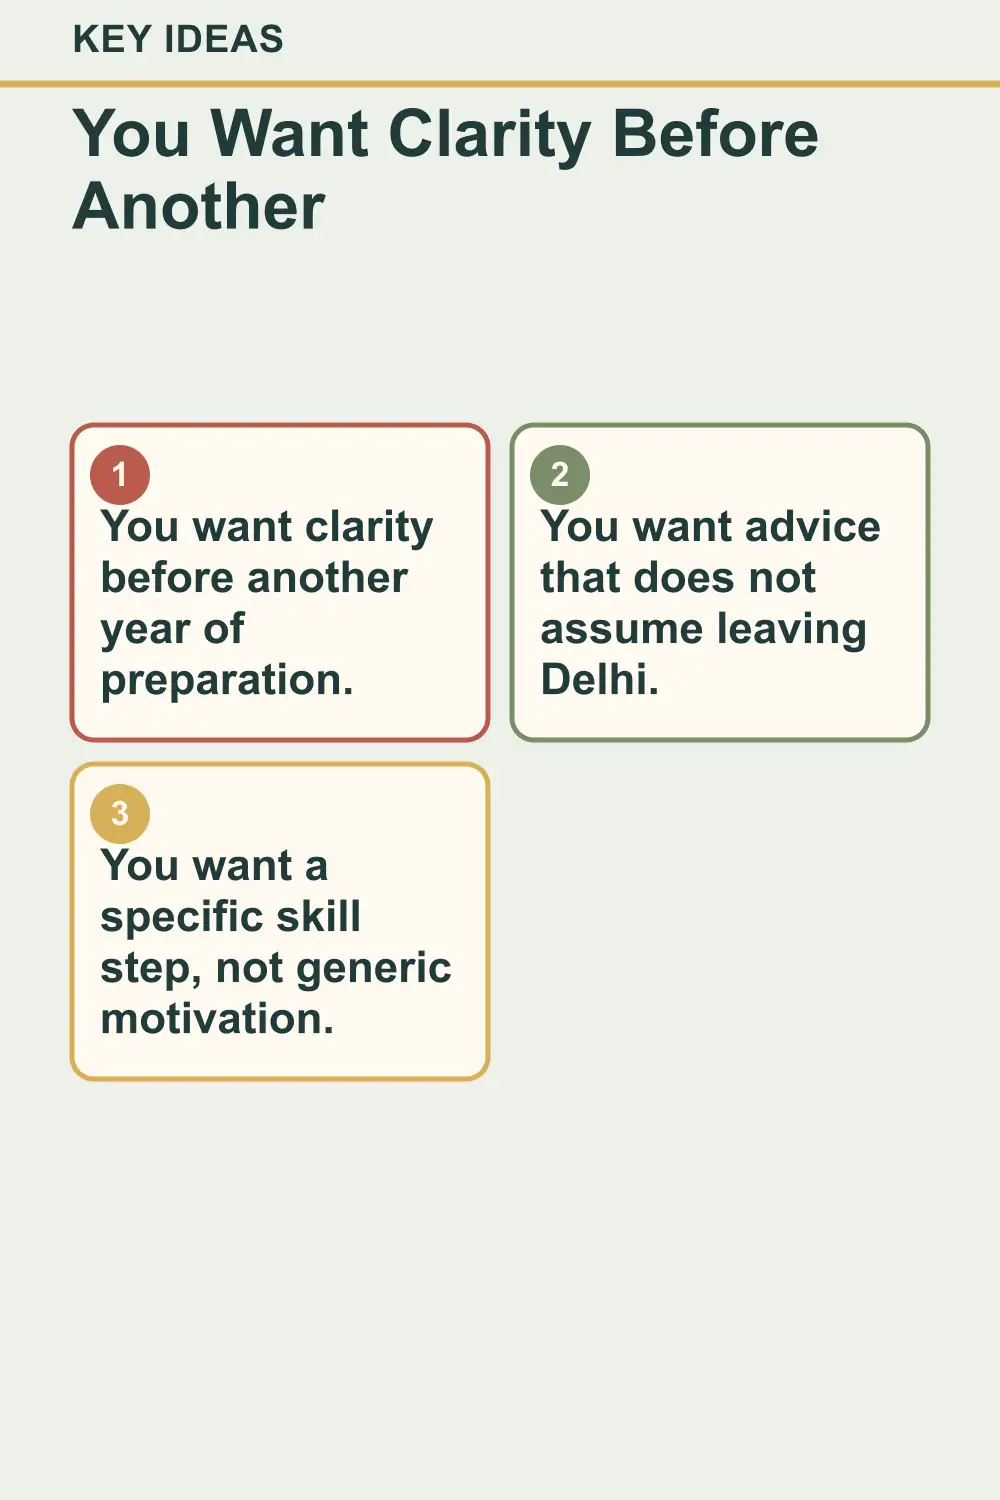 KEY IDEAS
You Want Clarity Before
Another
1
You want clarity
before another
year of
preparation.
2
You want advice
that does not
assume leaving
Delhi.
3
You want a
specific skill
step, not generic
motivation.